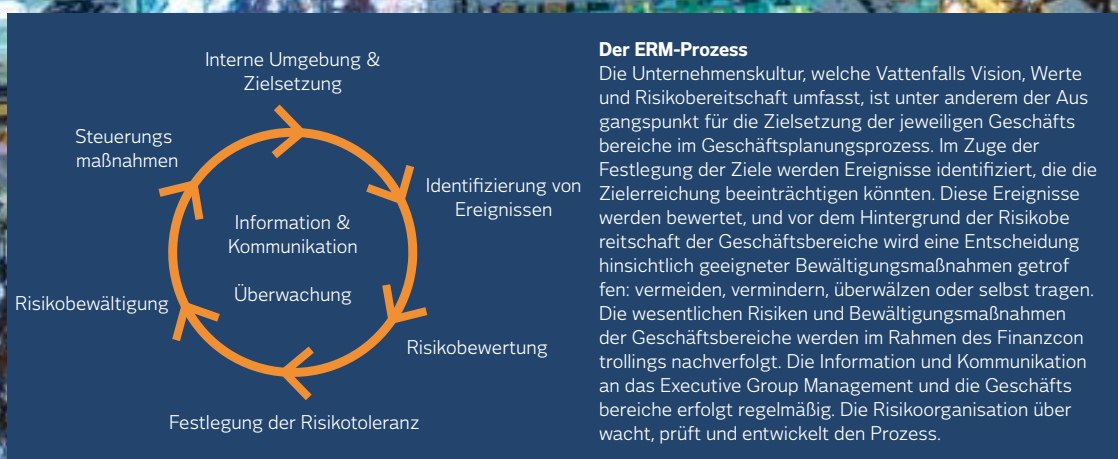 Interne Umgebung &
Zielsetzung
Steuerungs
maßnahmen
Identifizierung von
Ereignissen
Information &
Kommunikation
Überwachung
Risikobewältigung
Risikobewertung
Festlegung der Risikotoleranz
Der ERM-Prozess
Die Unternehmenskultur, welche Vattenfalls Vision, Werte
und Risikobereitschaft umfasst, ist unter anderem der Aus
gangspunkt für die Zielsetzung der jeweiligen Geschäfts
bereiche im Geschäftsplanungsprozess. Im Zuge der
Festlegung der Ziele werden Ereignisse identifiziert, die die
Zielerreichung beeinträchtigen könnten. Diese Ereignisse
werden bewertet, und vor dem Hintergrund der Risikobe
reitschaft der Geschäftsbereiche wird eine Entscheidung
hinsichtlich geeigneter Bewältigungsmaßnahmen getrof
fen: vermeiden, vermindern, überwälzen oder selbst tragen.
Die wesentlichen Risiken und Bewältigungsmaßnahmen
der Geschäftsbereiche werden im Rahmen des Finanzcon
trollings nachverfolgt. Die Information und Kommunikation
an das Executive Group Management und die Geschäfts
bereiche erfolgt regelmäßig. Die Risikoorganisation über
wacht, prüft und entwickelt den Prozess.